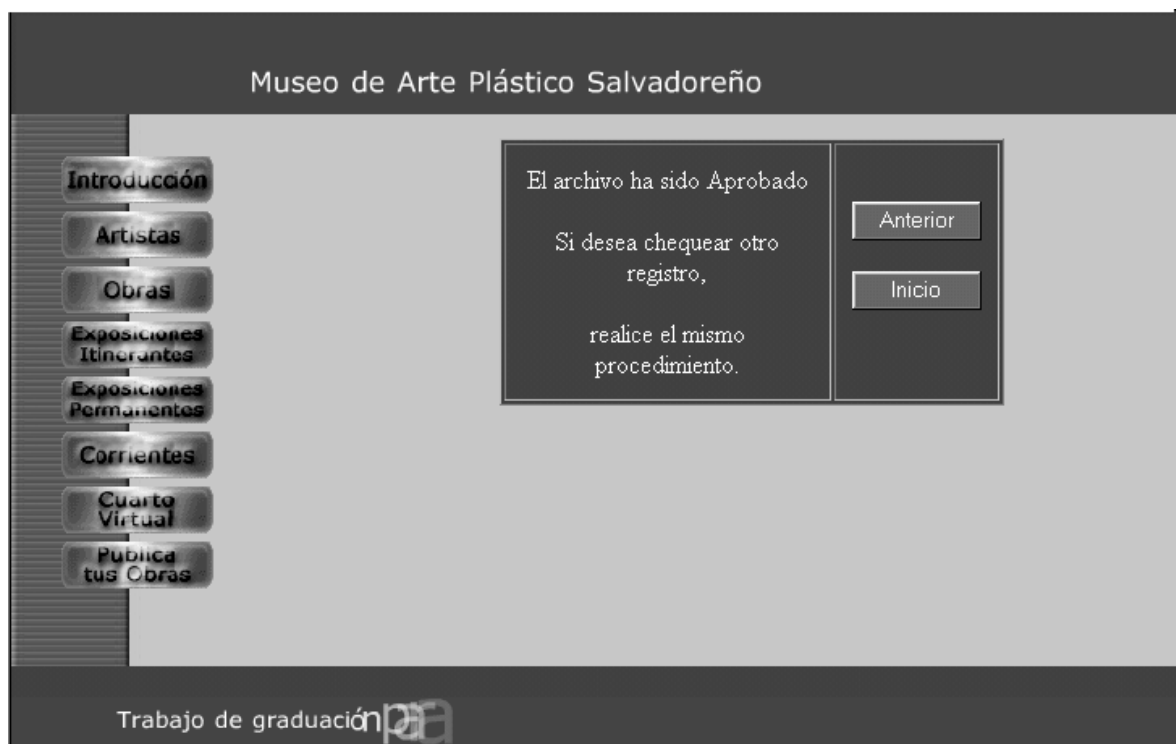 Museo de Arte Plástico Salvadoreño
Introducción
Artistas
Obras
Exposiciones
Itinerantes
Exposiciones
Permanentes
Corrientes
Cuarto
Virtual
Publica
tus Obras
El archivo ha sido Aprobado
Si desea chequear otro
registro,
realice el mismo
procedimiento.
Anterior
Inicio
Trabajo de graduación